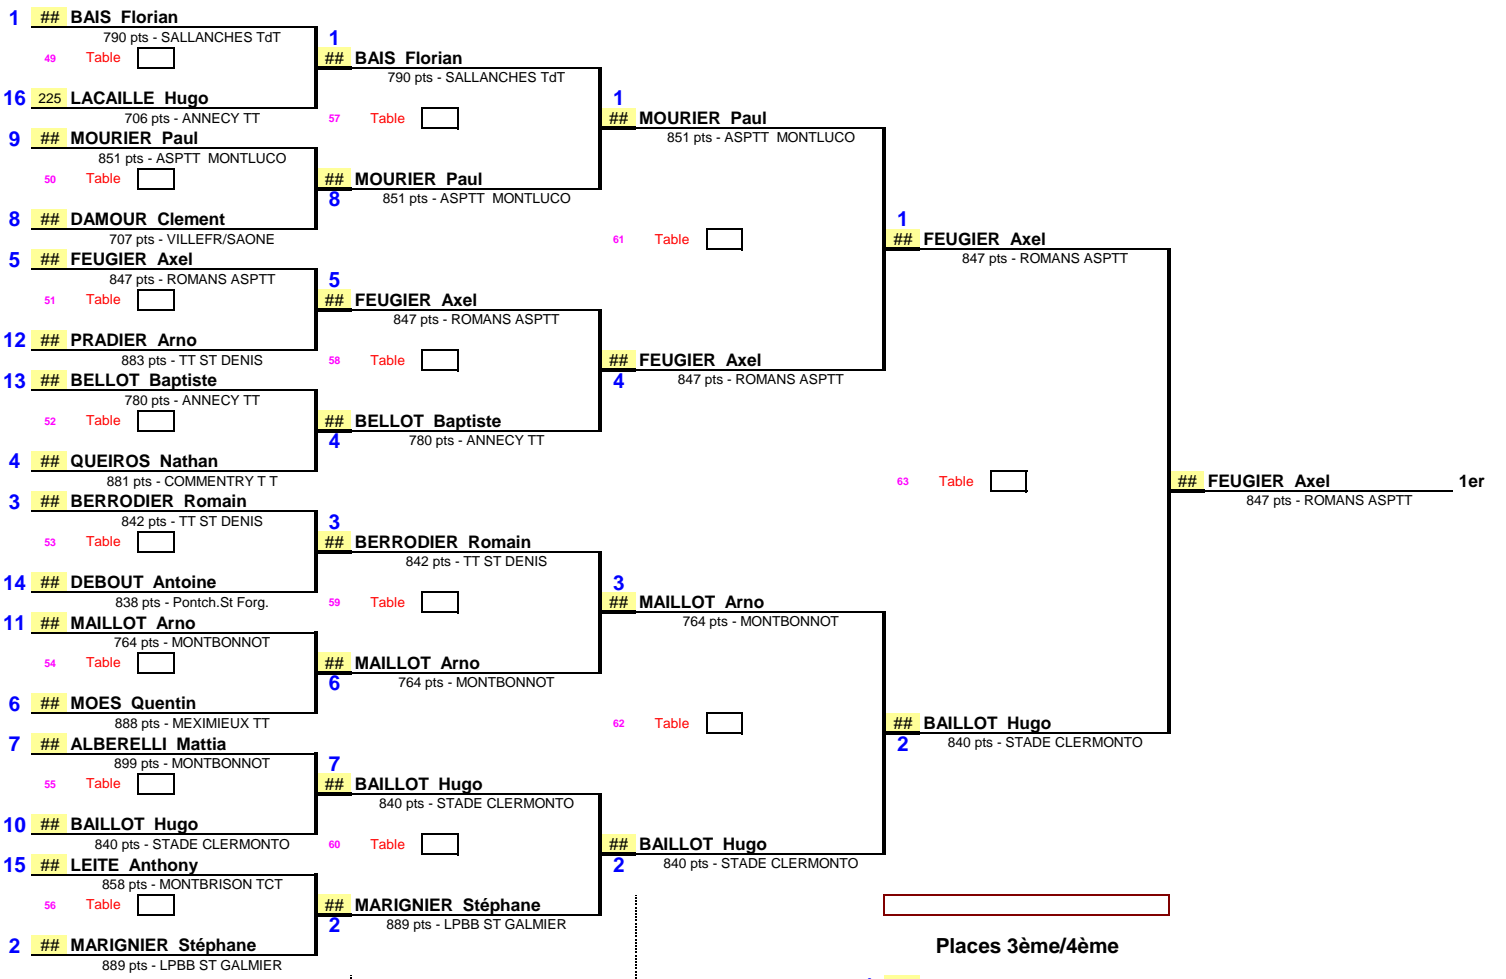 1 ## BAIS Florian
790 pts - SALLANCHES TdT
49 Table
16 225 LACAILLE Hugo
706 pts - ANNECY TT
9 ## MOURIER Paul
851 pts - ASPTT MONTLUCO
50 Table
8 ## DAMOUR Clement
707 pts - VILLEFR/SAONE
5 ## FEUGIER Axel
847 pts - ROMANS ASPTT
51 Table
12 ## PRADIER Arno
883 pts - TT ST DENIS
13 ## BELLOT Baptiste
780 pts - ANNECY TT
52 Table
4 ## QUEIROS Nathan
881 pts - COMMENTRY T T
3 ## BERRODIER Romain
842 pts - TT ST DENIS
53 Table
14 ## DEBOUT Antoine
838 pts - Pontch.St Forg.
11 ## MAILLOT Arno
764 pts - MONTBONNOT
54 Table
6 ## MOES Quentin
888 pts - MEXIMIEUX TT
7 ## ALBERELLI Mattia
899 pts - MONTBONNOT
55 Table
10 ## BAILLOT Hugo
840 pts - STADE CLERMONTO
15 ## LEITE Anthony
858 pts - MONTBRISON TCT
56 Table
2 ## MARIGNIER Stéphane
889 pts - LPBB ST GALMIER
1
## BAIS Florian
790 pts - SALLANCHES TdT
57 Table
## MOURIER Paul
8
851 pts - ASPTT MONTLUCO
5
## FEUGIER Axel
847 pts - ROMANS ASPTT
58 Table
## BELLOT Baptiste
4
780 pts - ANNECY TT
3
## BERRODIER Romain
842 pts - TT ST DENIS
59 Table
## MAILLOT Arno
6
764 pts - MONTBONNOT
7
## BAILLOT Hugo
840 pts - STADE CLERMONTO
60 Table
## MARIGNIER Stéphane
2
889 pts - LPBB ST GALMIER
1
## MOURIER Paul
851 pts - ASPTT MONTLUCO
61 Table
## FEUGIER Axel
4
847 pts - ROMANS ASPTT
3
## MAILLOT Arno
764 pts - MONTBONNOT
62 Table
## BAILLOT Hugo
2
840 pts - STADE CLERMONTO
1
## FEUGIER Axel
847 pts - ROMANS ASPTT
63 Table
## BAILLOT Hugo
2
840 pts - STADE CLERMONTO
## FEUGIER Axel 1er
847 pts - ROMANS ASPTT
Places 3ème/4ème